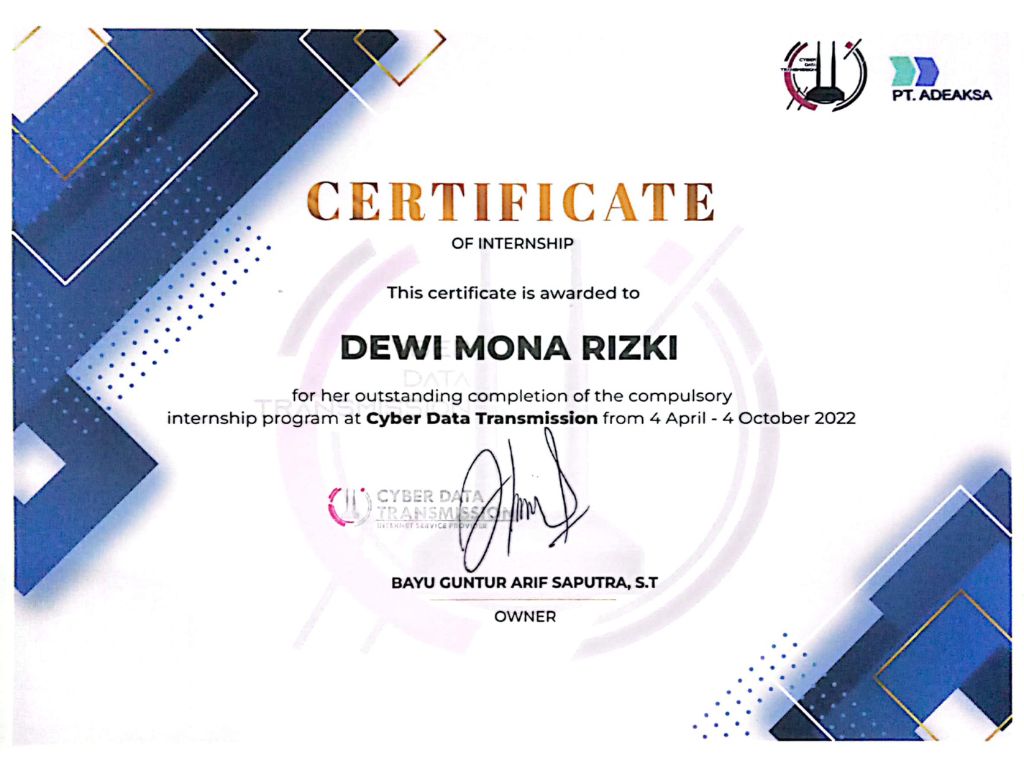 CYBER
DATA
TRANSMISSION
PT. ADEAKSA
CERTIFICATE
OF INTERNSHIP
This certificate is awarded to
DEWI MONA RIZKI
DATA
TRANSMISSION
for her outstanding completion of the compulsory
internship program at Cyber Data Transmission from 4 April - 4 October 2022
CYBER DATA
TRANSMISSION
INTERNET SERVICE PROVIDER
BAYU GUNTUR ARIF SAPUTRA, S.T
OWNER